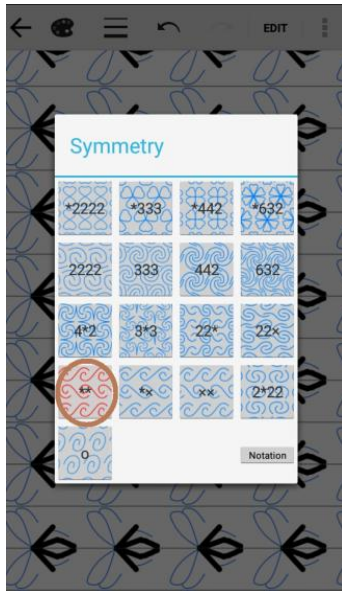 EDIT
Symmetry
*2222 *333 *442 *632
2222 333 442 632
4*2 3*3 22* 22×
** *× ×× 2*22
o
Notation